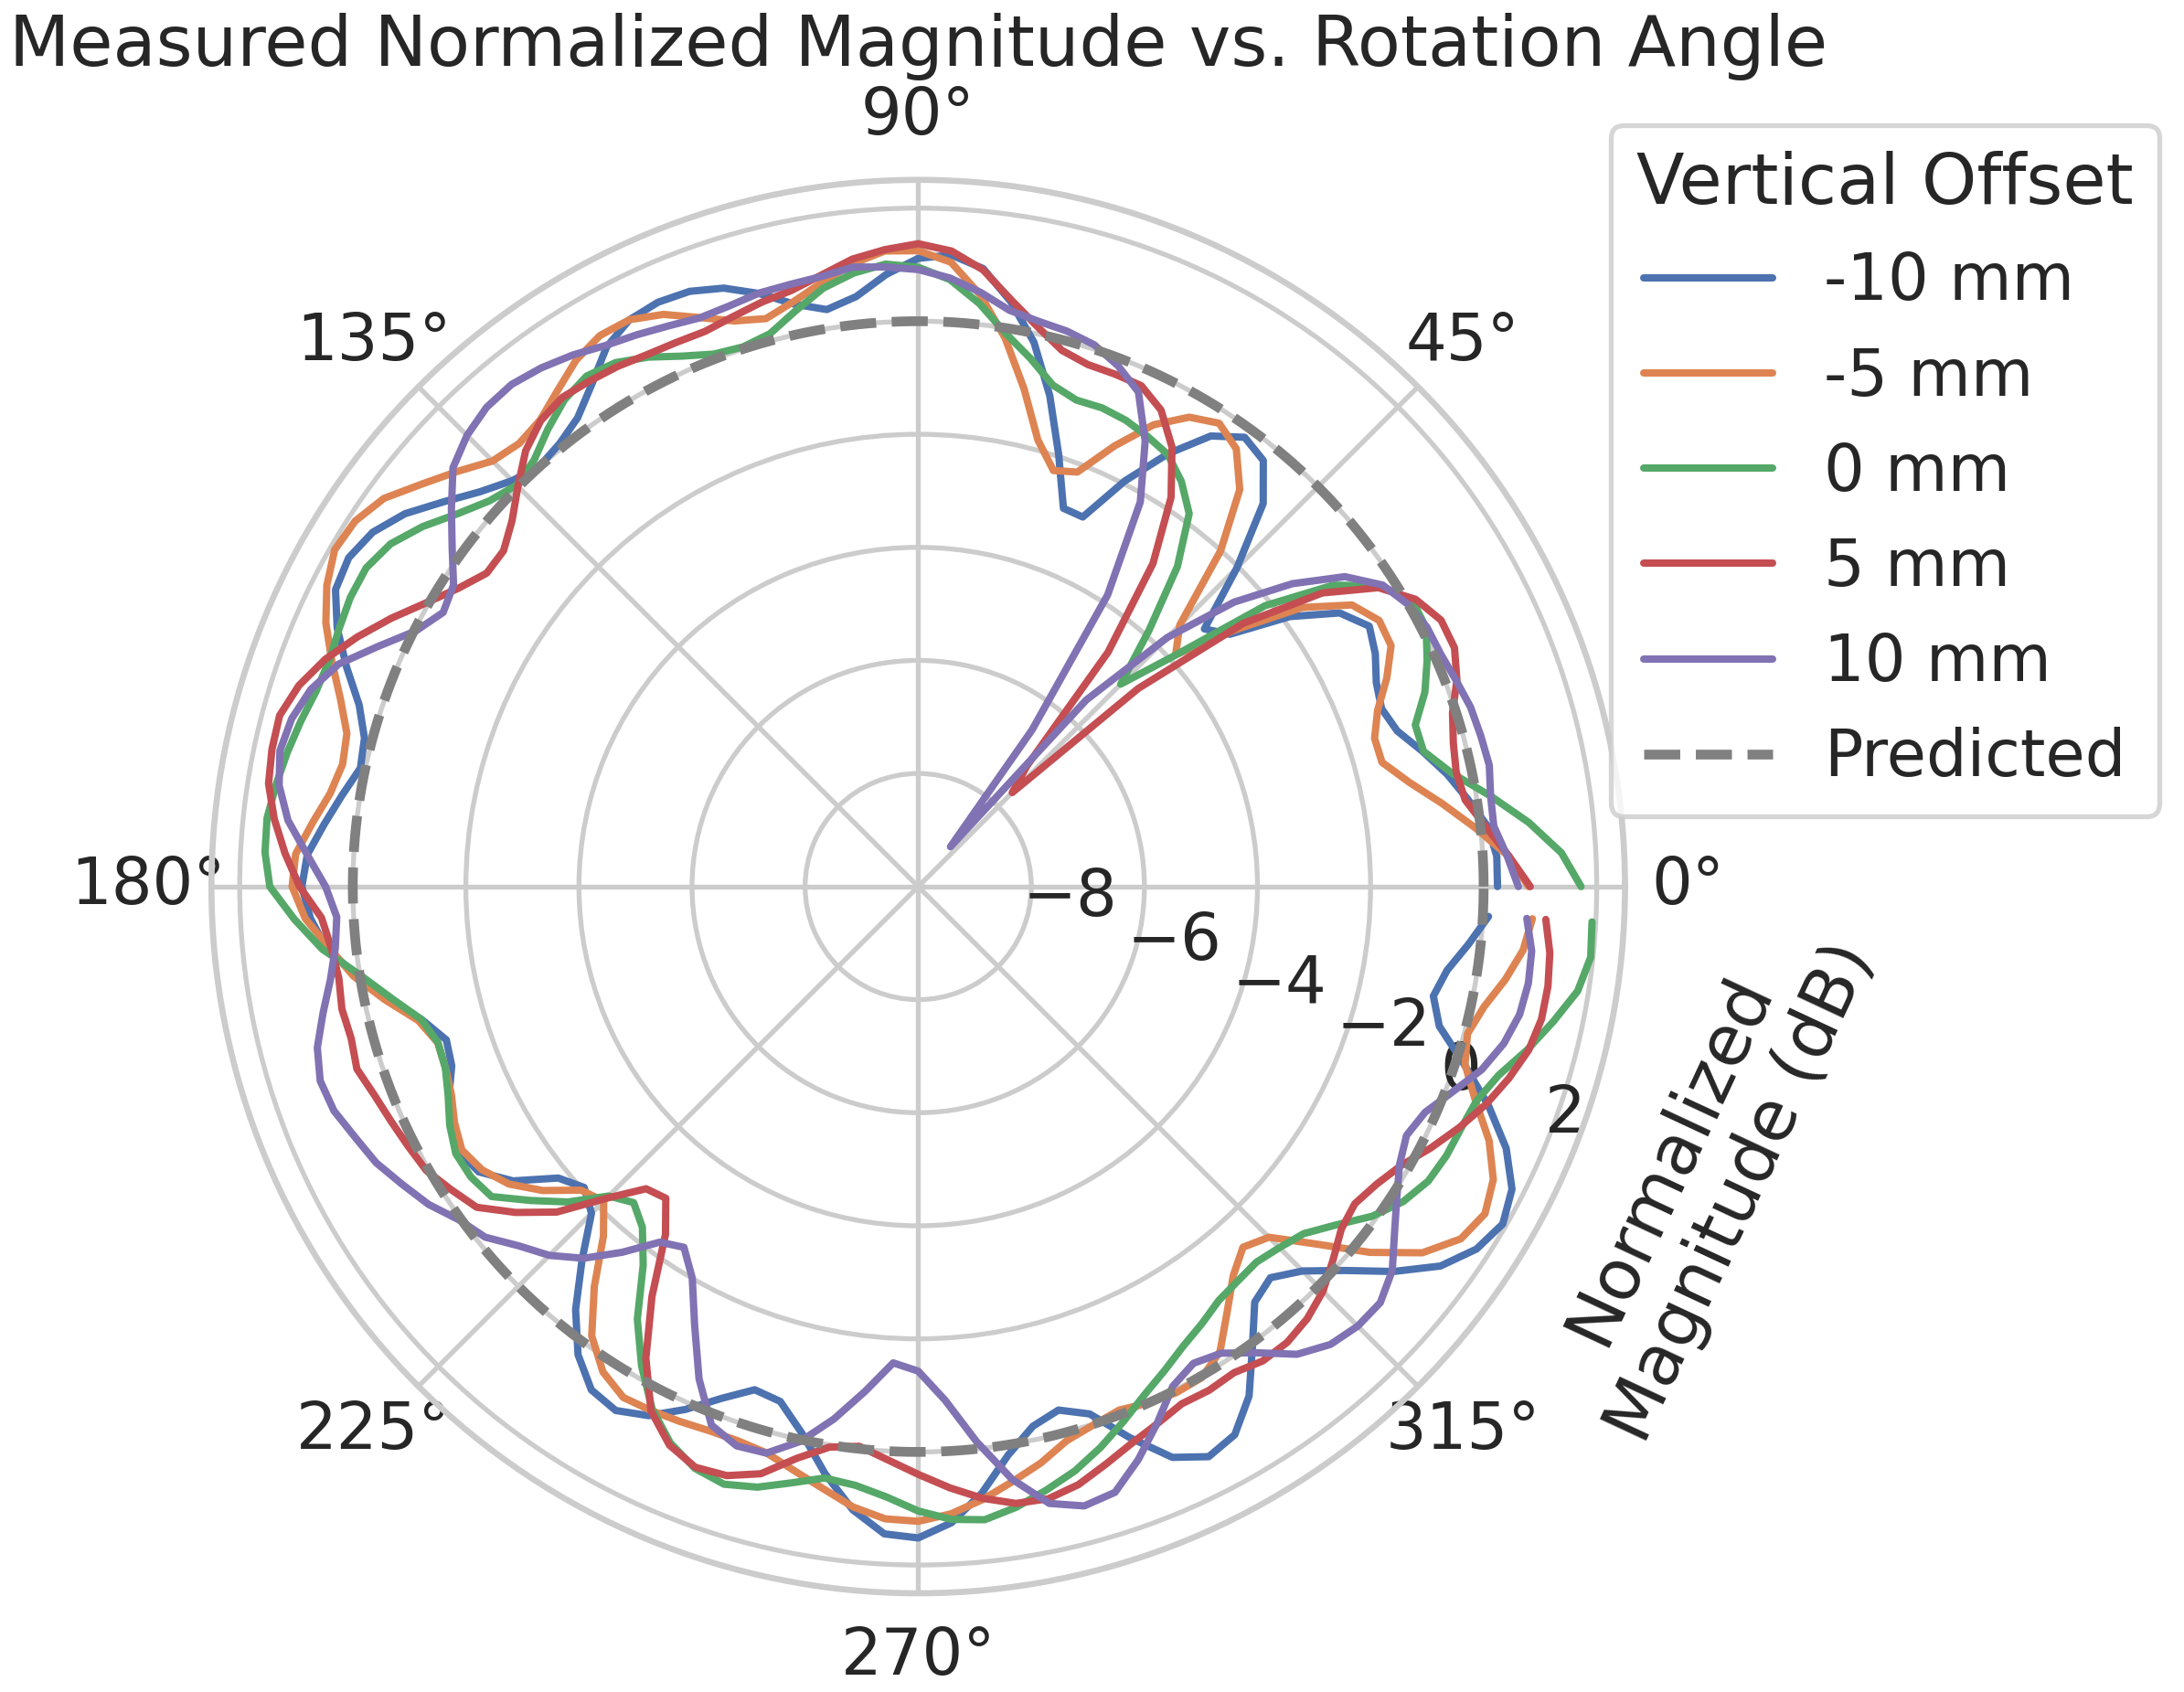 Measured Normalized Magnitude vs. Rotation Angle
90°
135°
45°
180°
0°
225°
315°
270°
−8
−6
−4
−2
0
2
Normalized
Magnitude (dB)
Vertical Offset
-10 mm
-5 mm
0 mm
5 mm
10 mm
Predicted